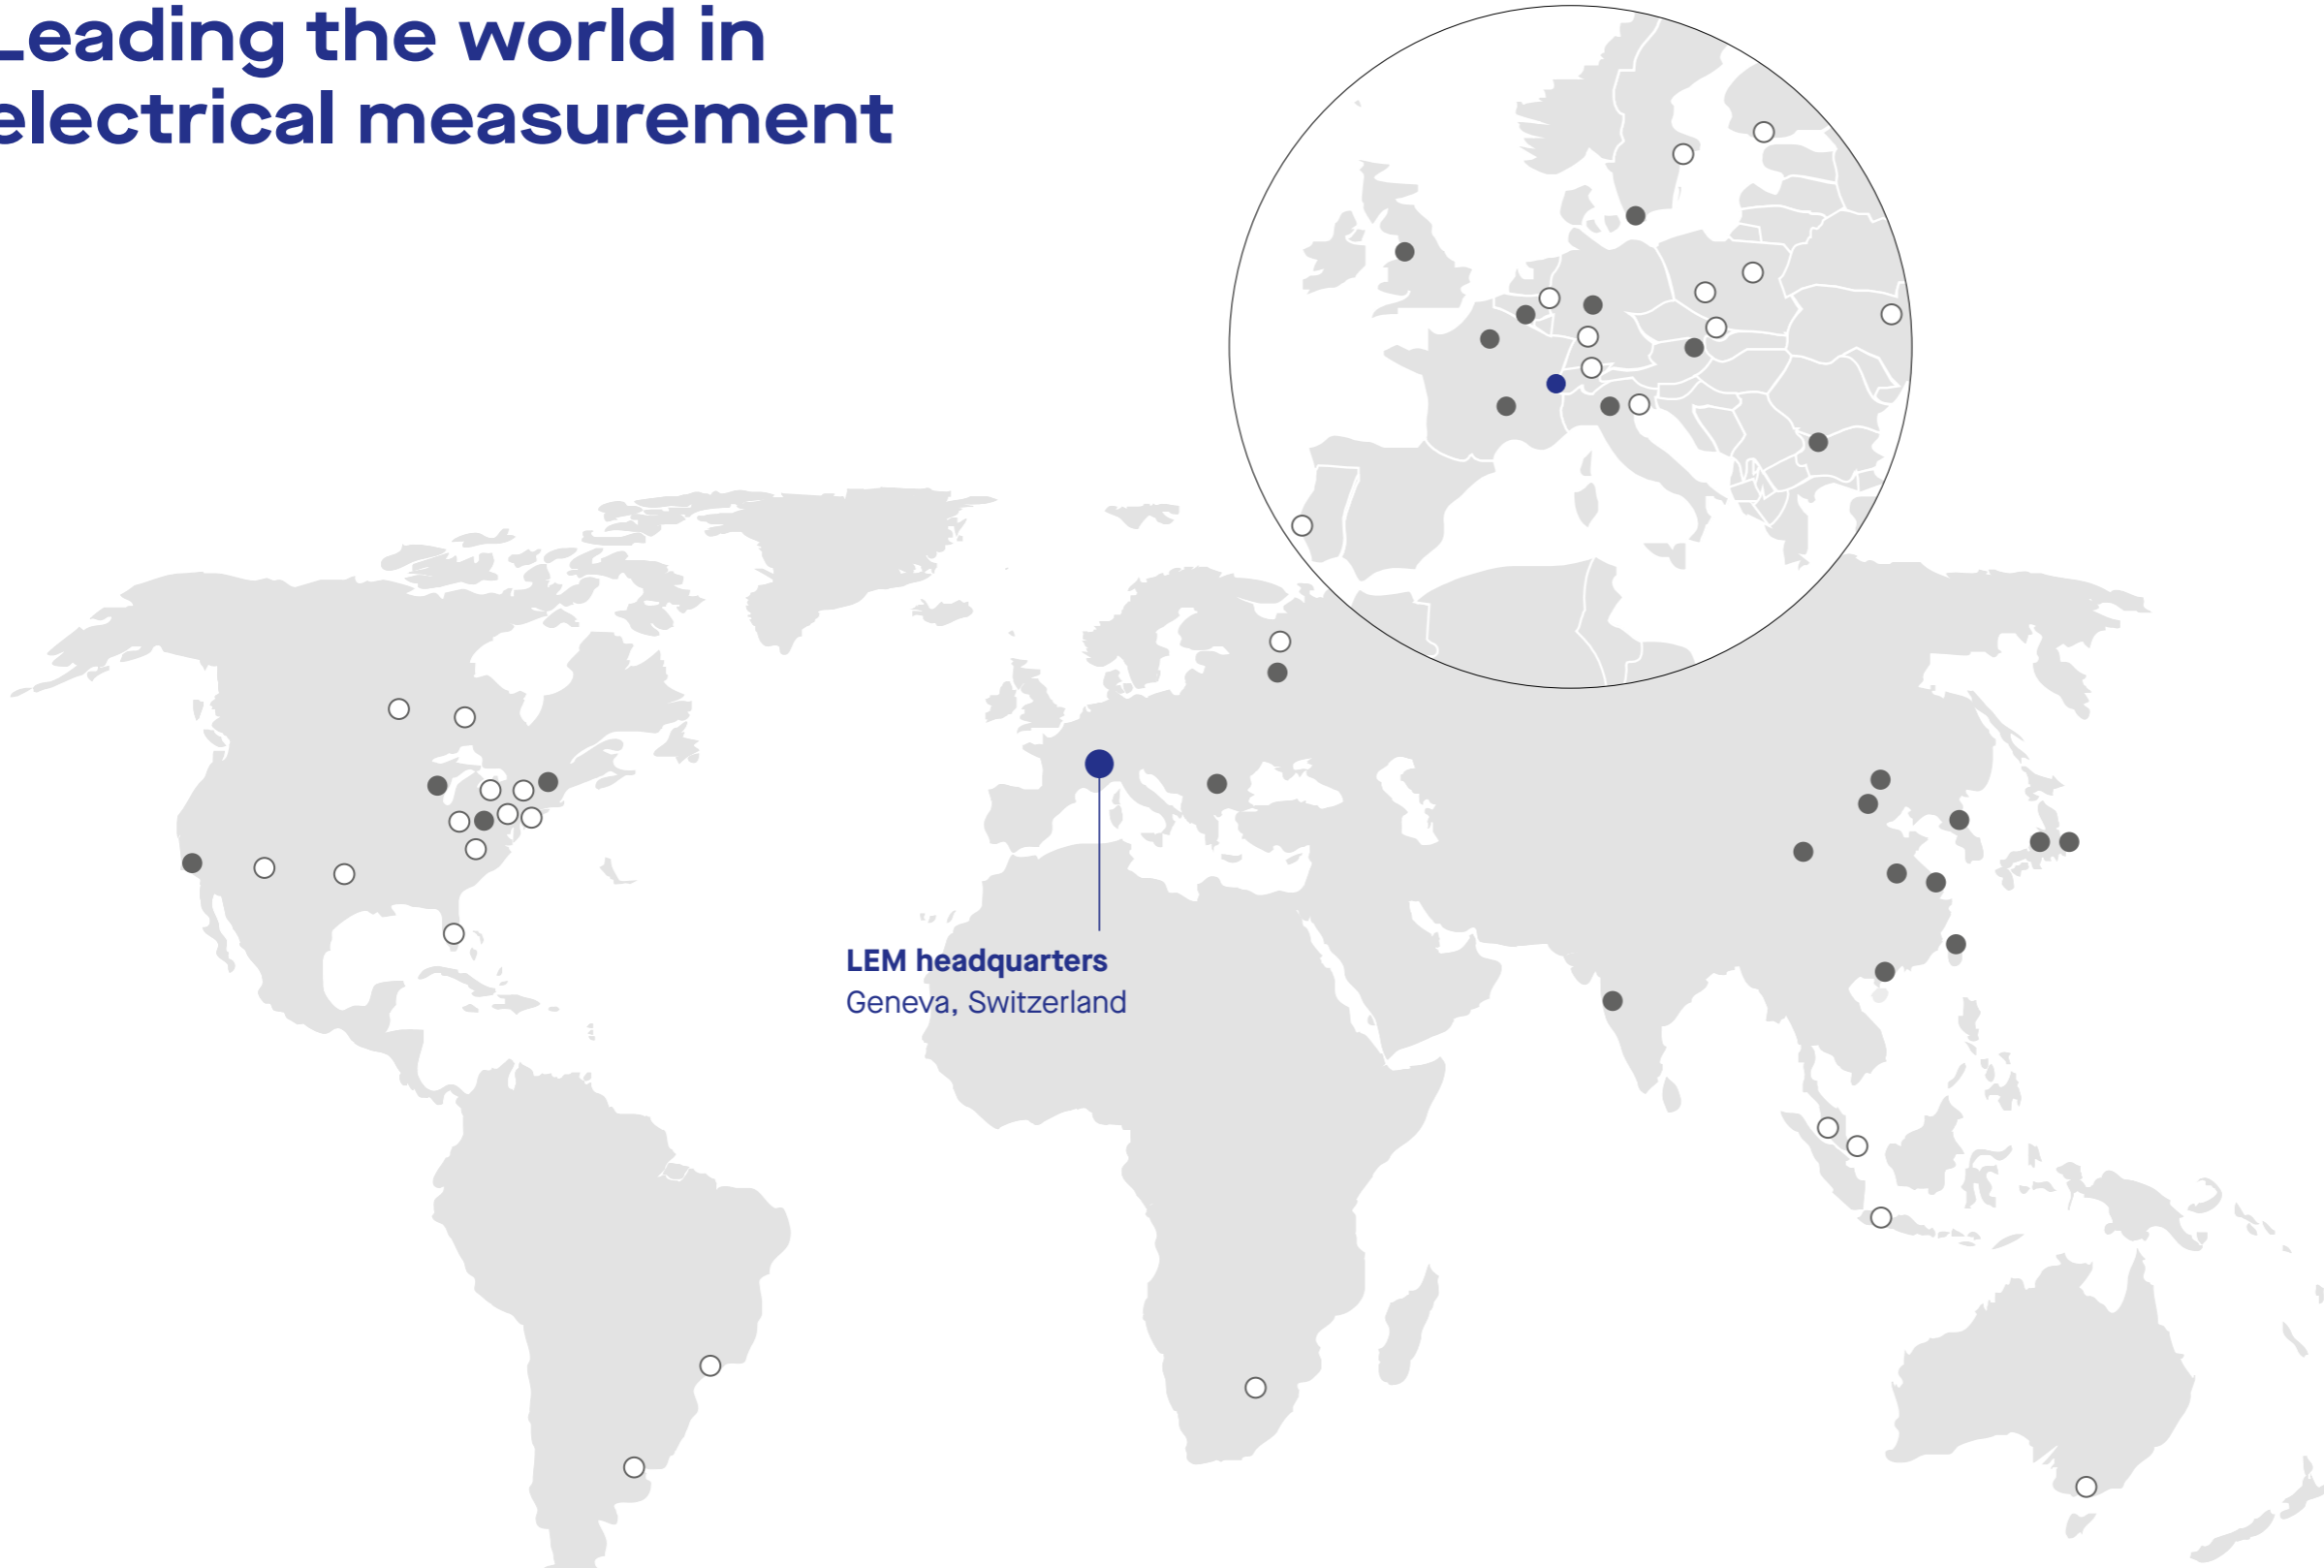 Leading the world in
electrical measurement
LEM headquarters
Geneva, Switzerland